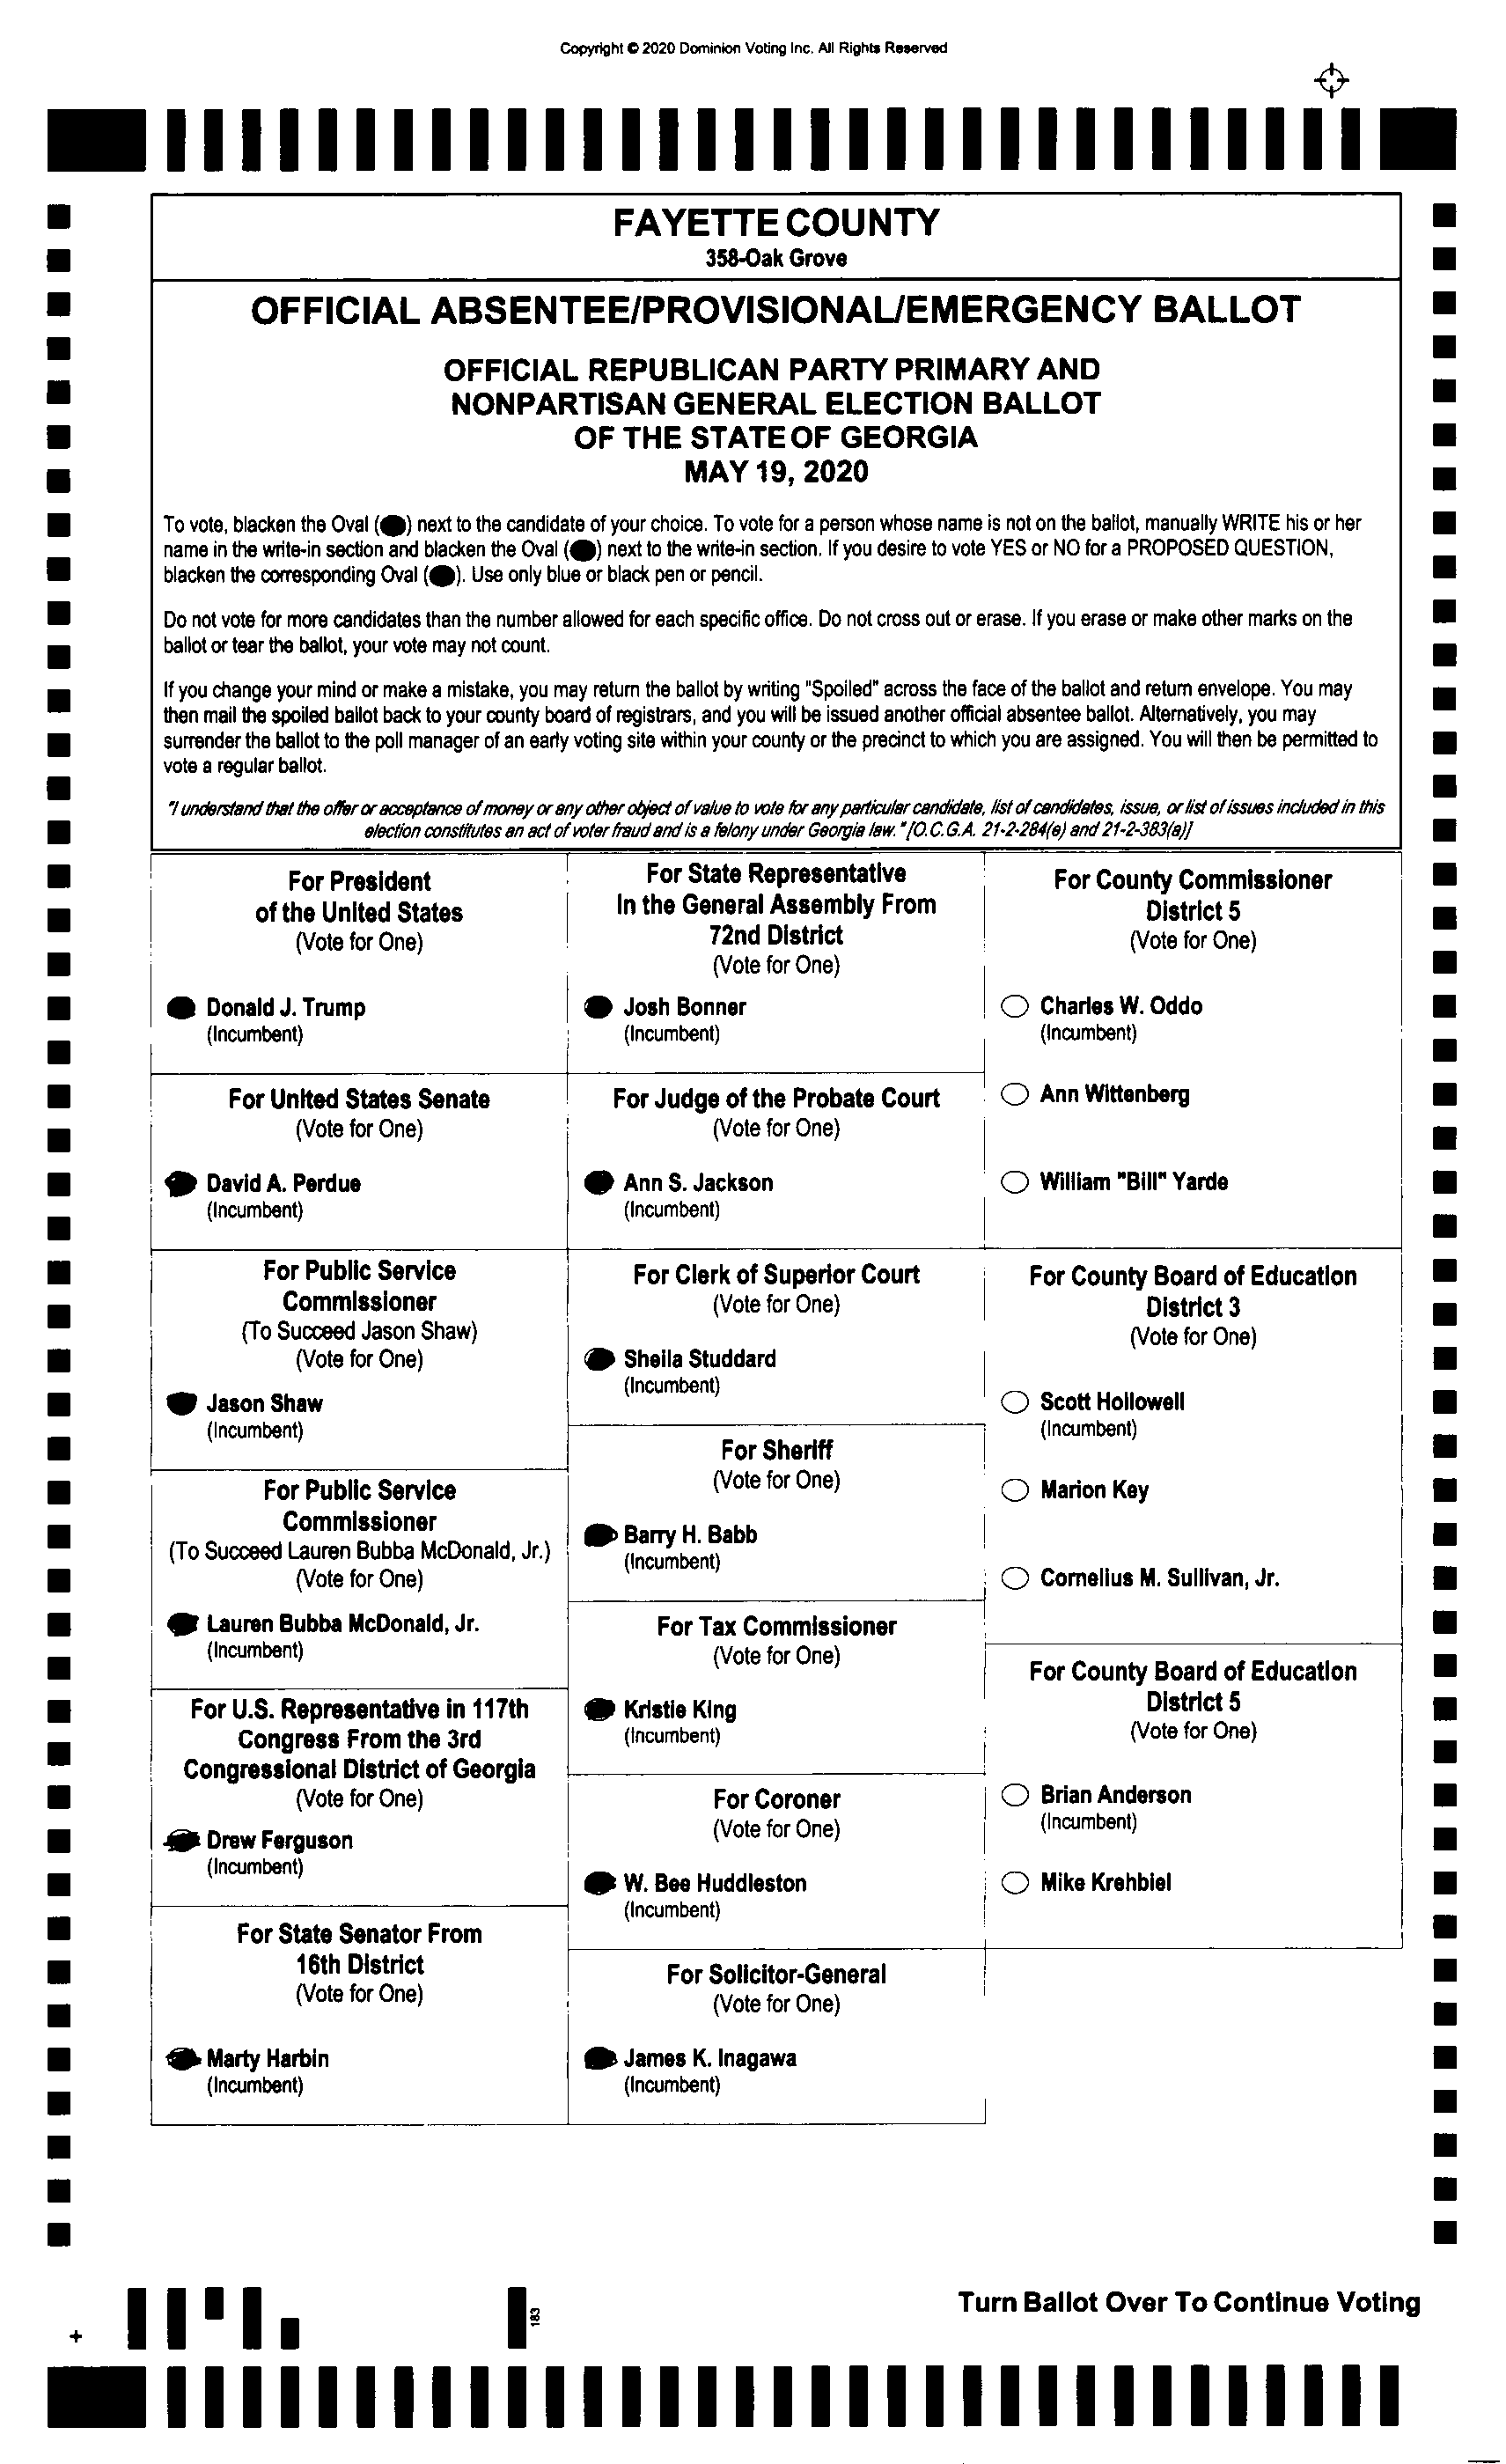 Copyright © 2020 Dominion Voting Inc. All Rights Reserved
FAYETTE COUNTY
358-Oak Grove
OFFICIAL ABSENTEE/PROVISIONAL/EMERGENCY BALLOT
OFFICIAL REPUBLICAN PARTY PRIMARY AND
NONPARTISAN GENERAL ELECTION BALLOT
OF THE STATE OF GEORGIA
MAY 19, 2020
To vote, blacken the Oval (⬬) next to the candidate of your choice. To vote for a person whose name is not on the ballot, manually WRITE his or her
name in the write-in section and blacken the Oval (⬬) next to the write-in section. If you desire to vote YES or NO for a PROPOSED QUESTION,
blacken the corresponding Oval (⬬). Use only blue or black pen or pencil.
Do not vote for more candidates than the number allowed for each specific office. Do not cross out or erase. If you erase or make other marks on the
ballot or tear the ballot, your vote may not count.
If you change your mind or make a mistake, you may return the ballot by writing "Spoiled" across the face of the ballot and return envelope. You may
then mail the spoiled ballot back to your county board of registrars, and you will be issued another official absentee ballot. Alternatively, you may
surrender the ballot to the poll manager of an early voting site within your county or the precinct to which you are assigned. You will then be permitted to
vote a regular ballot.
"I understand that the offer or acceptance of money or any other object of value to vote for any particular candidate, list of candidates, issue, or list of issues included in this
election constitutes an act of voter fraud and is a felony under Georgia law." [O.C.G.A. 21-2-284(e) and 21-2-383(a)]
For President
of the United States
(Vote for One)
Donald J. Trump
(Incumbent)
For United States Senate
(Vote for One)
David A. Perdue
(Incumbent)
For Public Service
Commissioner
(To Succeed Jason Shaw)
(Vote for One)
Jason Shaw
(Incumbent)
For Public Service
Commissioner
(To Succeed Lauren Bubba McDonald, Jr.)
(Vote for One)
Lauren Bubba McDonald, Jr.
(Incumbent)
For U.S. Representative in 117th
Congress From the 3rd
Congressional District of Georgia
(Vote for One)
Drew Ferguson
(Incumbent)
For State Senator From
16th District
(Vote for One)
Marty Harbin
(Incumbent)
For State Representative
In the General Assembly From
72nd District
(Vote for One)
Josh Bonner
(Incumbent)
For Judge of the Probate Court
(Vote for One)
Ann S. Jackson
(Incumbent)
For Clerk of Superior Court
(Vote for One)
Sheila Studdard
(Incumbent)
For Sheriff
(Vote for One)
Barry H. Babb
(Incumbent)
For Tax Commissioner
(Vote for One)
Kristie King
(Incumbent)
For Coroner
(Vote for One)
W. Bee Huddleston
(Incumbent)
For Solicitor-General
(Vote for One)
James K. Inagawa
(Incumbent)
For County Commissioner
District 5
(Vote for One)
Charles W. Oddo
(Incumbent)
Ann Wittenberg
William "Bill" Yarde
For County Board of Education
District 3
(Vote for One)
Scott Hollowell
(Incumbent)
Marion Key
Cornelius M. Sullivan, Jr.
For County Board of Education
District 5
(Vote for One)
Brian Anderson
(Incumbent)
Mike Krehbiel
183
Turn Ballot Over To Continue Voting